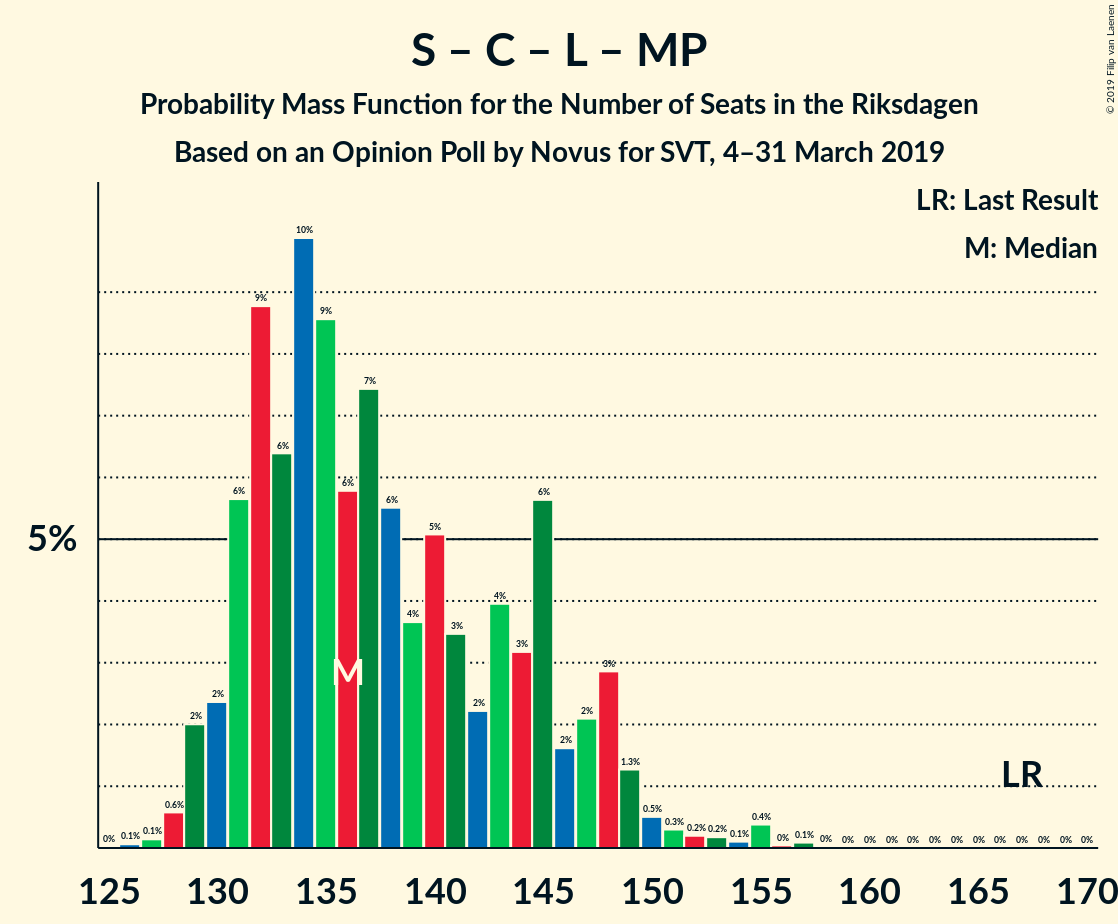 S – C – L – MP
Probability Mass Function for the Number of Seats in the Riksdagen
Based on an Opinion Poll by Novus for SVT, 4–31 March 2019
© 2019 Filip van Laenen
LR: Last Result
M: Median
5%
0% 0.1% 0.1% 0.6% 2% 2% 6% 9% 6% 10% 9% 6% 7% 6% 4% 5% 3% 2% 4% 3% 6% 2% 2% 3% 1.3% 0.5% 0.3% 0.2% 0.2% 0.1% 0.4% 0% 0.1% 0% 0% 0% 0% 0% 0% 0% 0% 0% 0% 0% 0% 0%
M
LR
125 130 135 140 145 150 155 160 165 170